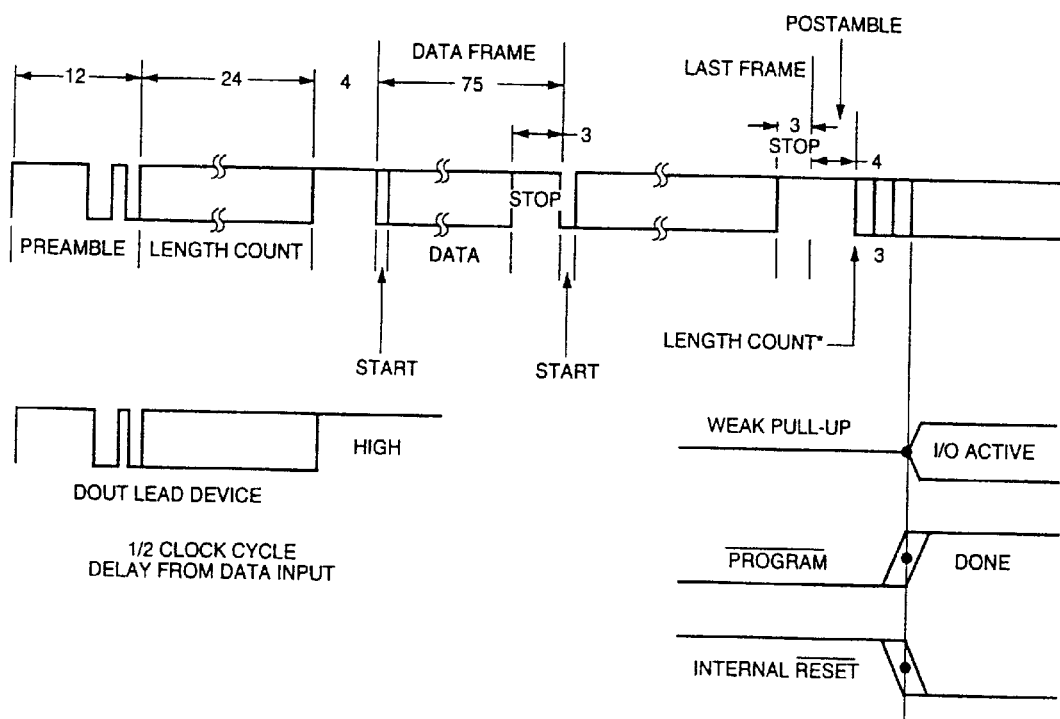 POSTAMBLE
DATA FRAME
LAST FRAME
12
24
4
75
3
3
STOP
4
STOP
PREAMBLE
LENGTH COUNT
DATA
3
START
START
LENGTH COUNT*
HIGH
DOUT LEAD DEVICE
1/2 CLOCK CYCLE
DELAY FROM DATA INPUT
WEAK PULL-UP
I/O ACTIVE
PROGRAM
DONE
INTERNAL RESET